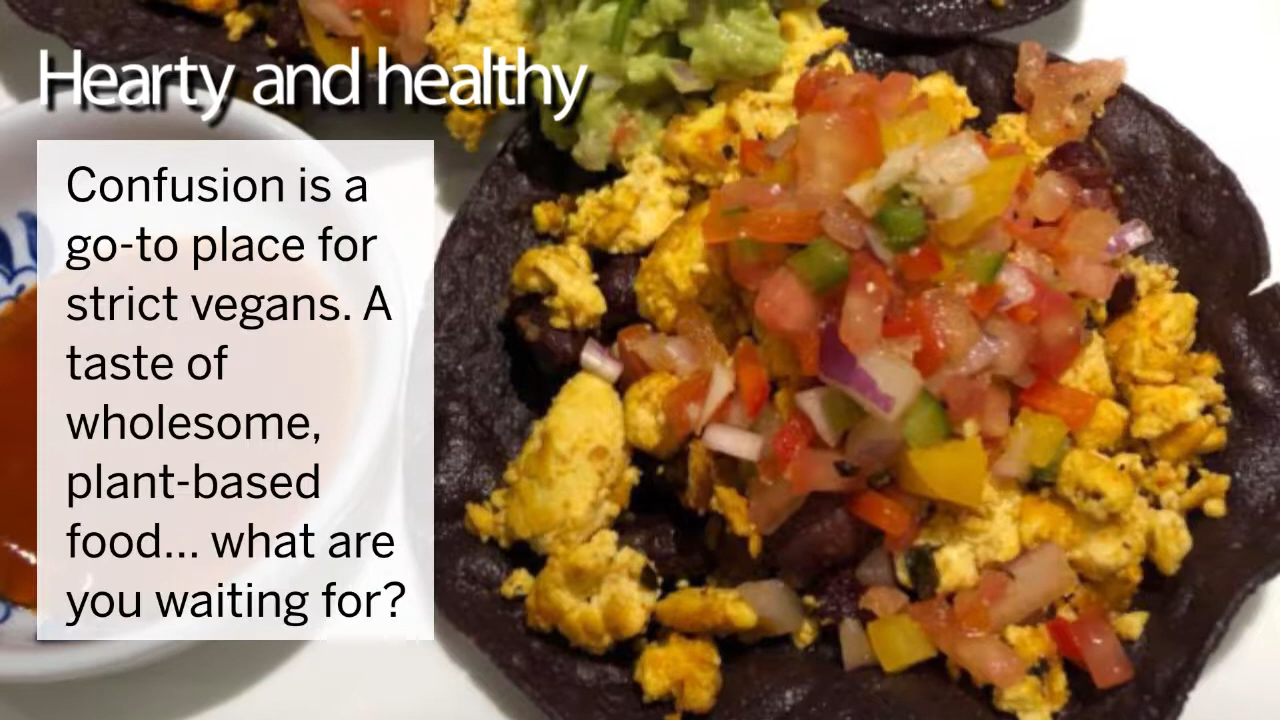 Hearty and healthy
Confusion is a
go-to place for
strict vegans. A
taste of
wholesome,
plant-based
food... what are
you waiting for?